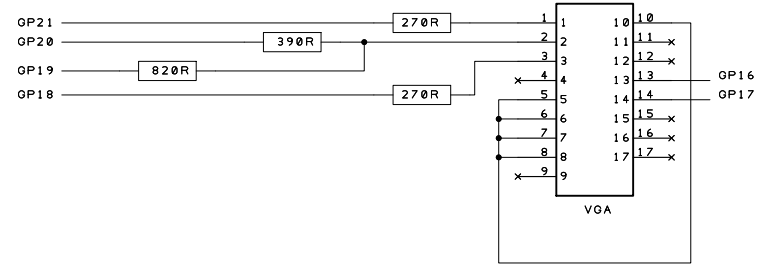 GP21 270R 1 1 10 10
GP20 390R 2 2 11 11
3 3 12 12
GP19 820R 4 4 13 13 GP16
GP18 270R 5 5 14 14 GP17
6 6 15 15
7 7 16 16
8 8 17 17
9 9
VGA